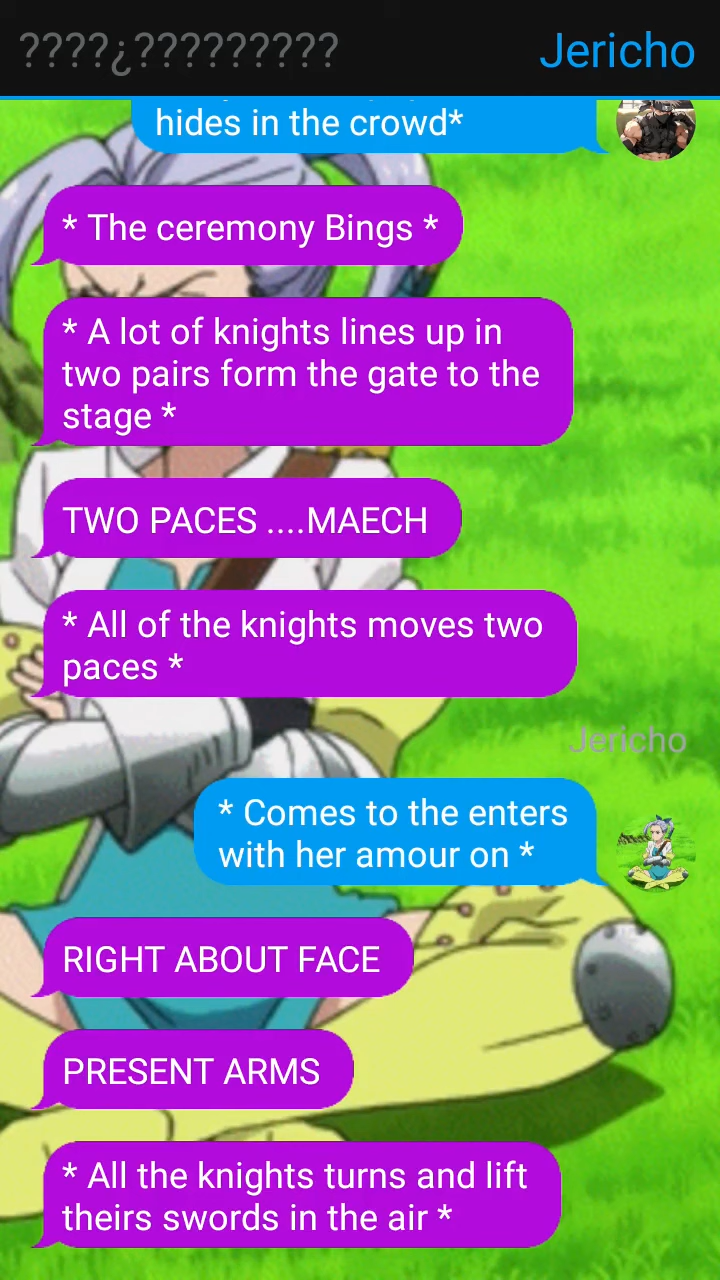 ????¿?????????
Jericho
hides in the crowd*
* The ceremony Bings *
* A lot of knights lines up in
two pairs form the gate to the
stage *
TWO PACES ....MAECH
* All of the knights moves two
paces *
Jericho
* Comes to the enters
with her amour on *
RIGHT ABOUT FACE
PRESENT ARMS
* All the knights turns and lift
theirs swords in the air *